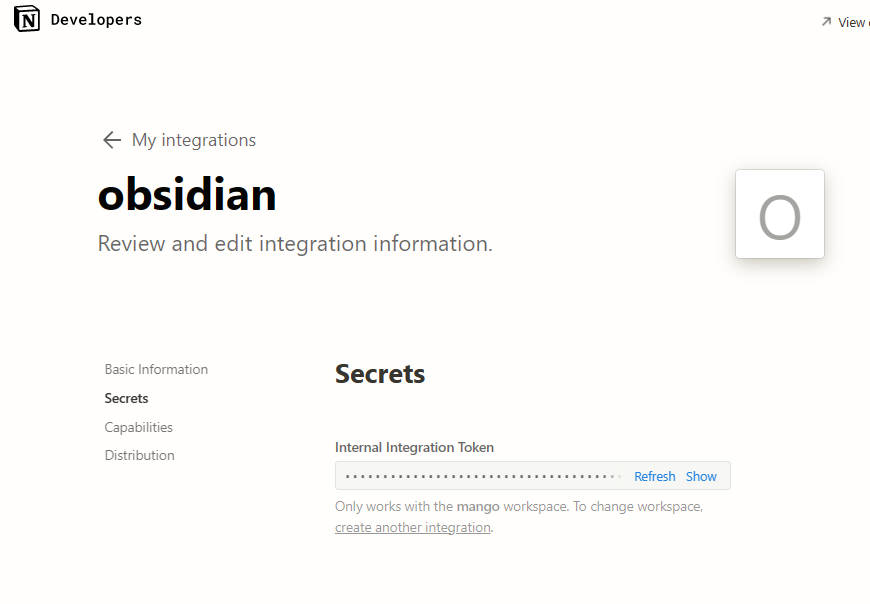 Developers
View
My integrations
obsidian
O
Review and edit integration information.
Basic Information
Secrets
Capabilities
Distribution
Secrets
Internal Integration Token
Refresh Show
Only works with the mango workspace. To change workspace,
create another integration.